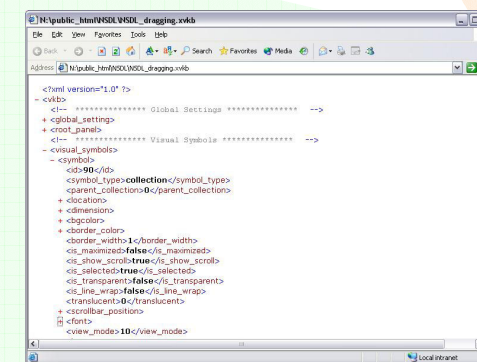 N:\public_html\NSDL\NSDL_dragging.xvkb
File Edit View Favorites Tools Help
Back Search Favorites Media
Address N:\public_html\NSDL\NSDL_dragging.xvkb
<?xml version="1.0" ?>
- <vkb>
<!-- *************** Global Settings *************** -->
+ <global_setting>
+ <root_panel>
<!-- *************** Visual Symbols *************** -->
- <visual_symbols>
- <symbol>
<id>90</id>
<symbol_type>collection</symbol_type>
<parent_collection>0</parent_collection>
+ <location>
+ <dimension>
+ <bgcolor>
+ <border_color>
<border_width>1</border_width>
<is_maximized>false</is_maximized>
<is_show_scroll>true</is_show_scroll>
<is_selected>true</is_selected>
<is_transparent>false</is_transparent>
<is_line_wrap>false</is_line_wrap>
<translucent>0</translucent>
+ <scrollbar_position>
+ <font>
<view_mode>10</view_mode>
Local intranet